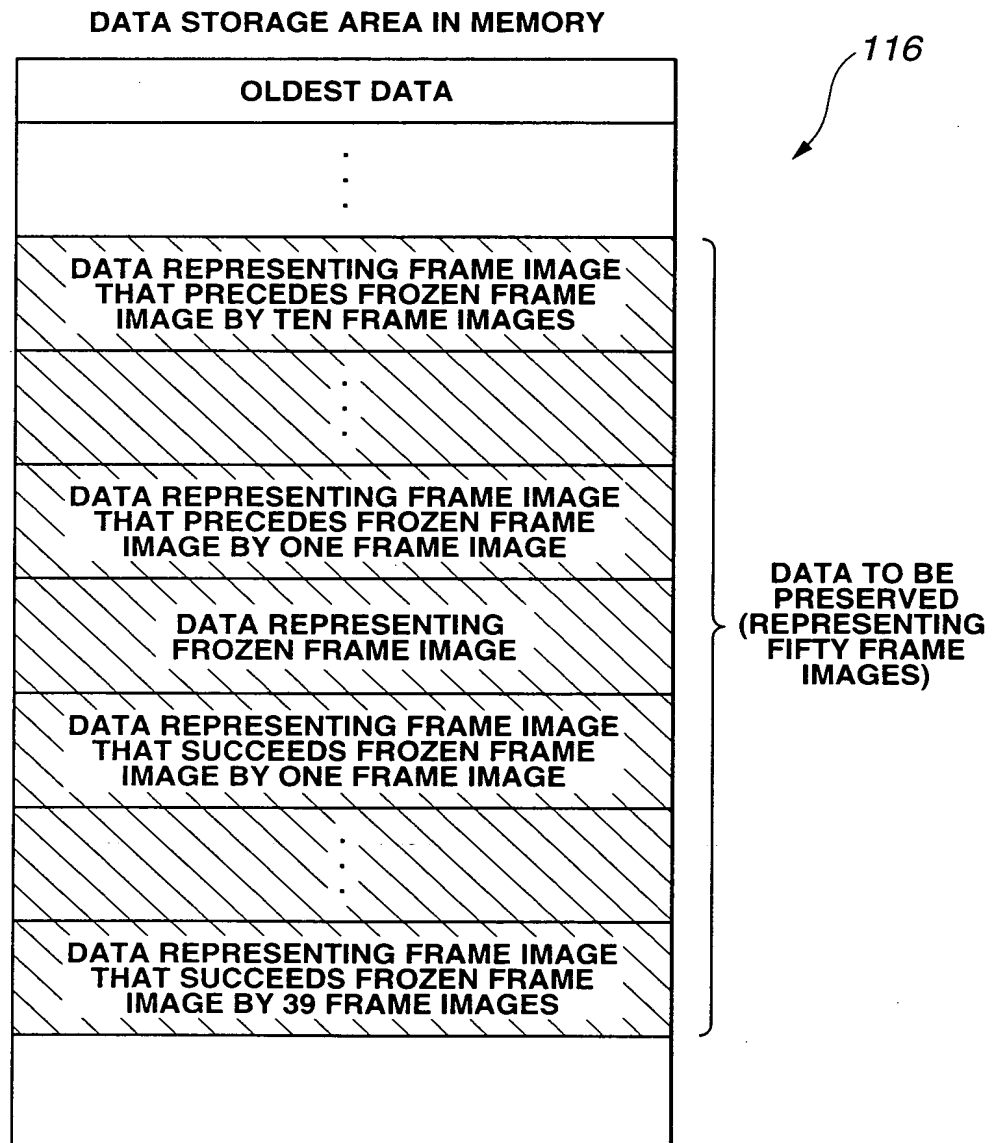 DATA STORAGE AREA IN MEMORY
116
OLDEST DATA
DATA REPRESENTING FRAME IMAGE
THAT PRECEDES FROZEN FRAME
IMAGE BY TEN FRAME IMAGES
DATA REPRESENTING FRAME IMAGE
THAT PRECEDES FROZEN FRAME
IMAGE BY ONE FRAME IMAGE
DATA REPRESENTING
FROZEN FRAME IMAGE
DATA REPRESENTING FRAME IMAGE
THAT SUCCEEDS FROZEN FRAME
IMAGE BY ONE FRAME IMAGE
DATA REPRESENTING FRAME IMAGE
THAT SUCCEEDS FROZEN FRAME
IMAGE BY 39 FRAME IMAGES
DATA TO BE
PRESERVED
(REPRESENTING
FIFTY FRAME
IMAGES)